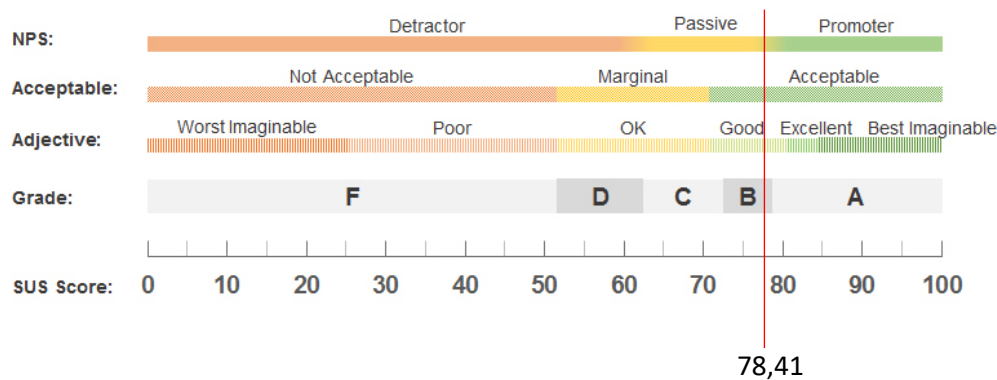 NPS: Detractor Passive Promoter
Acceptable: Not Acceptable Marginal Acceptable
Adjective: Worst Imaginable Poor OK Good Excellent Best Imaginable
Grade: F D C B A
SUS Score: 0 10 20 30 40 50 60 70 80 90 100
78,41